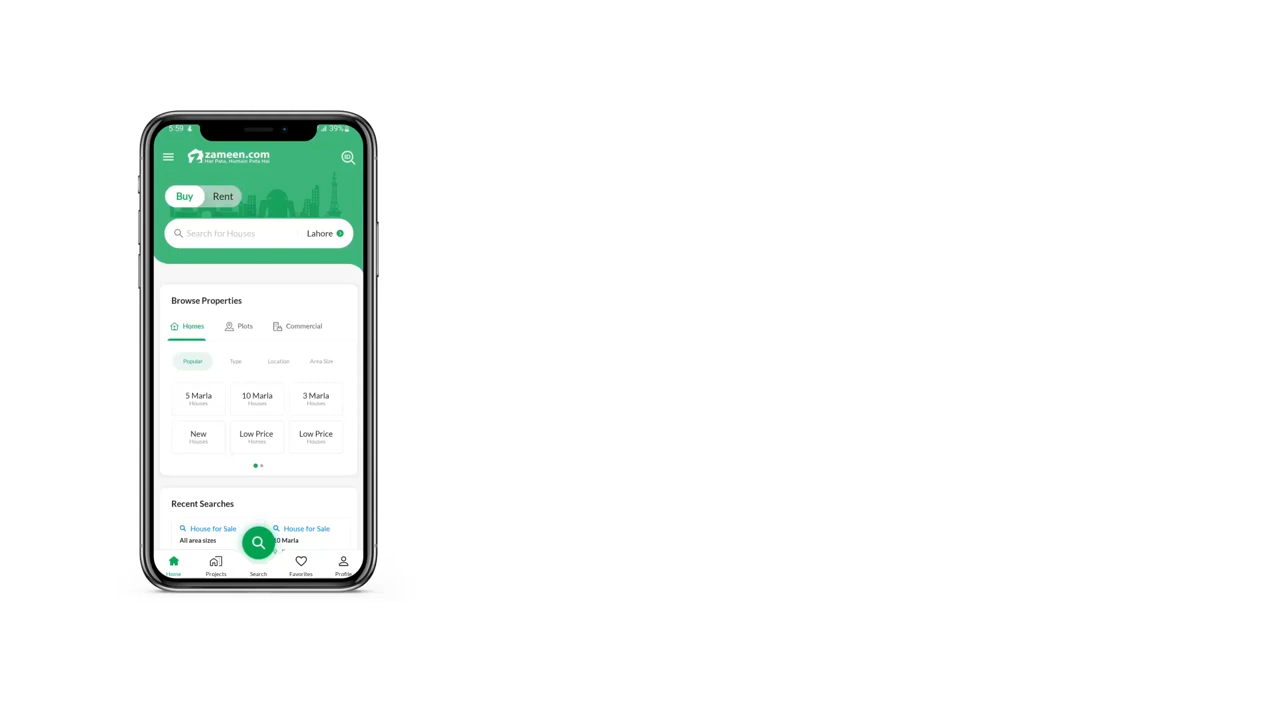 5:59
39%
zameen.com
Har Pata, Humain Pata Hai
ID
Buy
Rent
Search for Houses
Lahore
Browse Properties
Homes
Plots
Commercial
Popular
Type
Location
Area Size
5 Marla
Houses
10 Marla
Houses
3 Marla
Houses
New
Houses
Low Price
Homes
Low Price
Houses
Recent Searches
House for Sale
All area sizes
House for Sale
10 Marla
Home
Projects
Search
Favorites
Profile